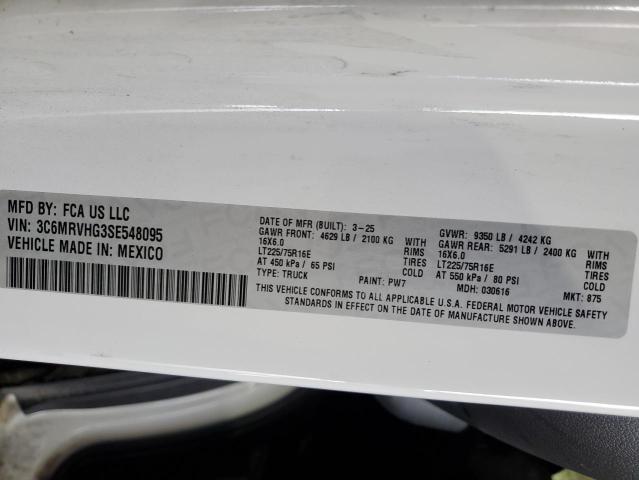 MFD BY: FCA US LLC
VIN: 3C6MRVHG3SE548095
VEHICLE MADE IN: MEXICO
DATE OF MFR (BUILT): 3-25
GAWR FRONT: 4629 LB / 2100 KG
16X6.0 RIMS
LT225/75R16E TIRES
AT 450 kPa / 65 PSI COLD
TYPE: TRUCK PAINT: PW7
GVWR: 9350 LB / 4242 KG
GAWR REAR: 5291 LB / 2400 KG
16X6.0 RIMS
LT225/75R16E TIRES
AT 550 kPa / 80 PSI COLD
MDH: 030616 MKT: 875
THIS VEHICLE CONFORMS TO ALL APPLICABLE U.S.A. FEDERAL MOTOR VEHICLE SAFETY
STANDARDS IN EFFECT ON THE DATE OF MANUFACTURE SHOWN ABOVE.